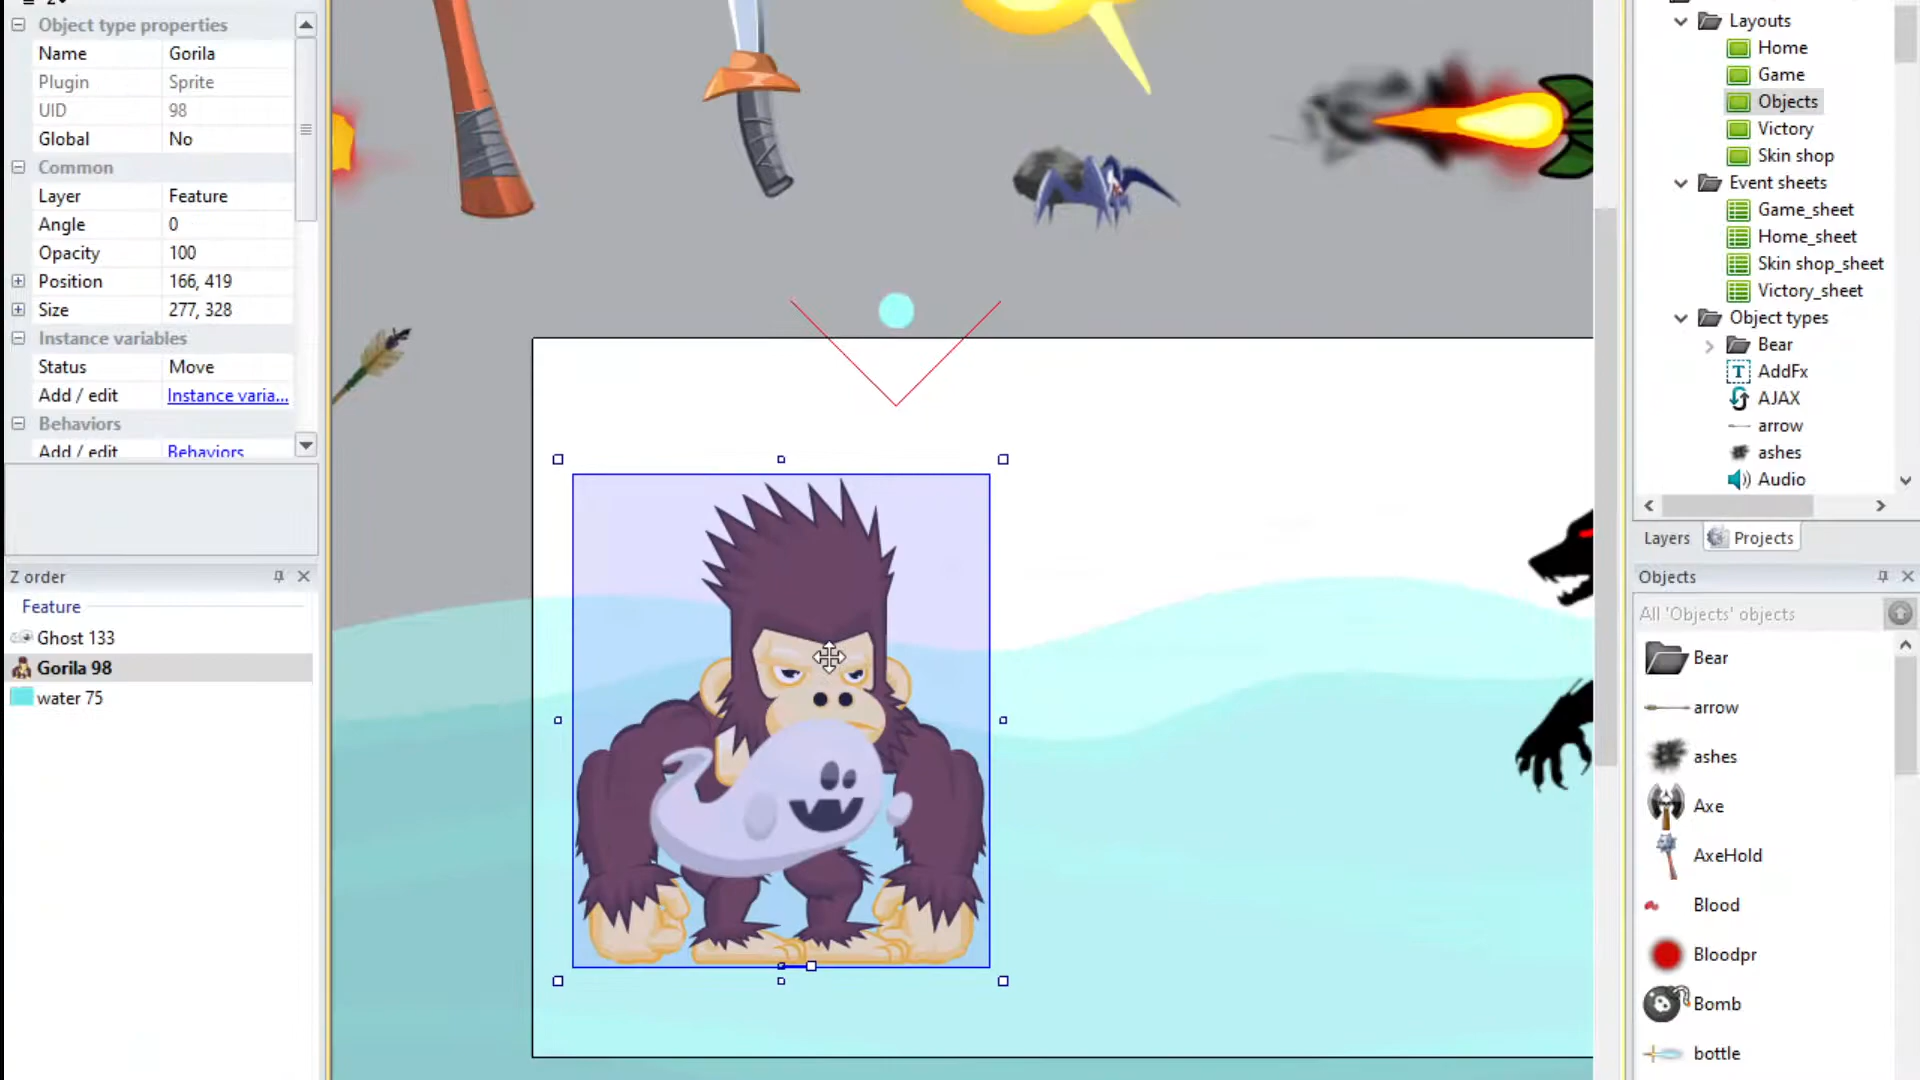 Object type properties
Name Gorila
Plugin Sprite
UID 98
Global No
Common
Layer Feature
Angle 0
Opacity 100
Position 166, 419
Size 277, 328
Instance variables
Status Move
Add / edit Instance varia...
Behaviors
Add / edit Behaviors
Z order
Feature
Ghost 133
Gorila 98
water 75
Layouts
Home
Game
Objects
Victory
Skin shop
Event sheets
Game_sheet
Home_sheet
Skin shop_sheet
Victory_sheet
Object types
Bear
T AddFx
AJAX
arrow
ashes
Audio
Layers Projects
Objects
All 'Objects' objects
Bear
arrow
ashes
Axe
AxeHold
Blood
Bloodpr
Bomb
bottle